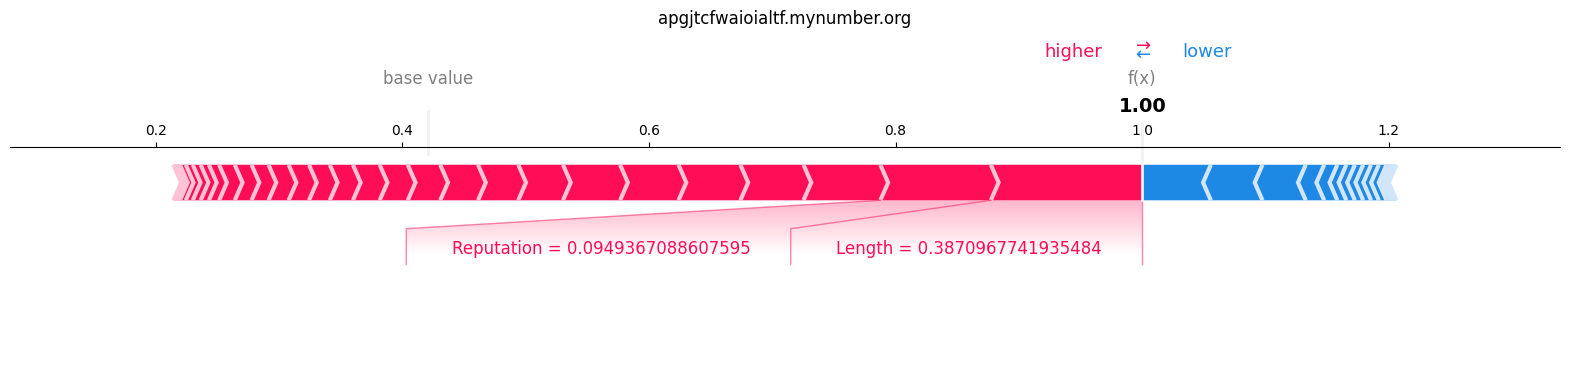 apgjtcfwaioialtf.mynumber.org
higher ⇄ lower
base value f(x)
1.00
0.2 0.4 0.6 0.8 1.0 1.2
Reputation = 0.0949367088607595 Length = 0.3870967741935484